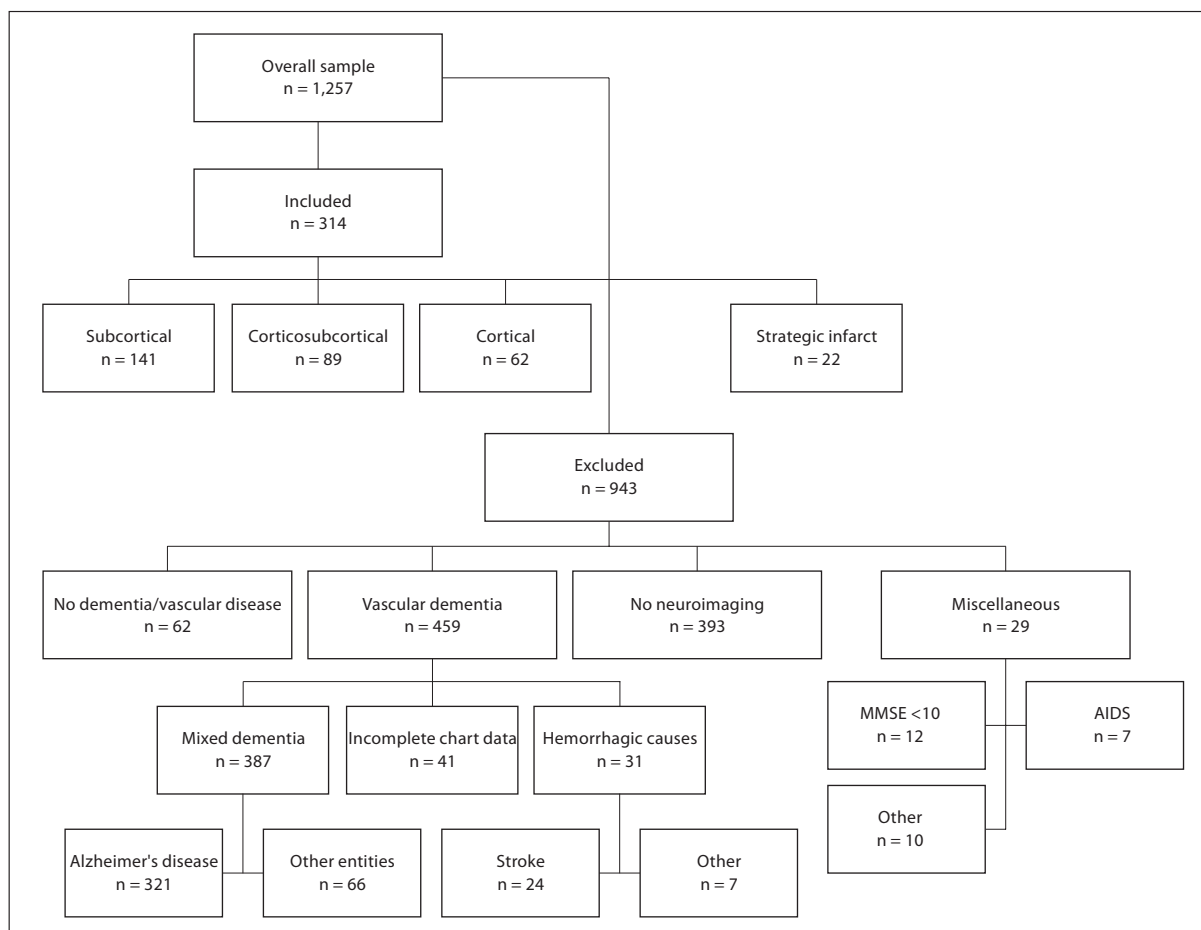 Overall sample
n = 1,257
Included
n = 314
Subcortical
n = 141
Corticosubcortical
n = 89
Cortical
n = 62
Strategic infarct
n = 22
Excluded
n = 943
No dementia/vascular disease
n = 62
Vascular dementia
n = 459
No neuroimaging
n = 393
Miscellaneous
n = 29
Mixed dementia
n = 387
Incomplete chart data
n = 41
Hemorrhagic causes
n = 31
MMSE <10
n = 12
AIDS
n = 7
Other
n = 10
Alzheimer's disease
n = 321
Other entities
n = 66
Stroke
n = 24
Other
n = 7